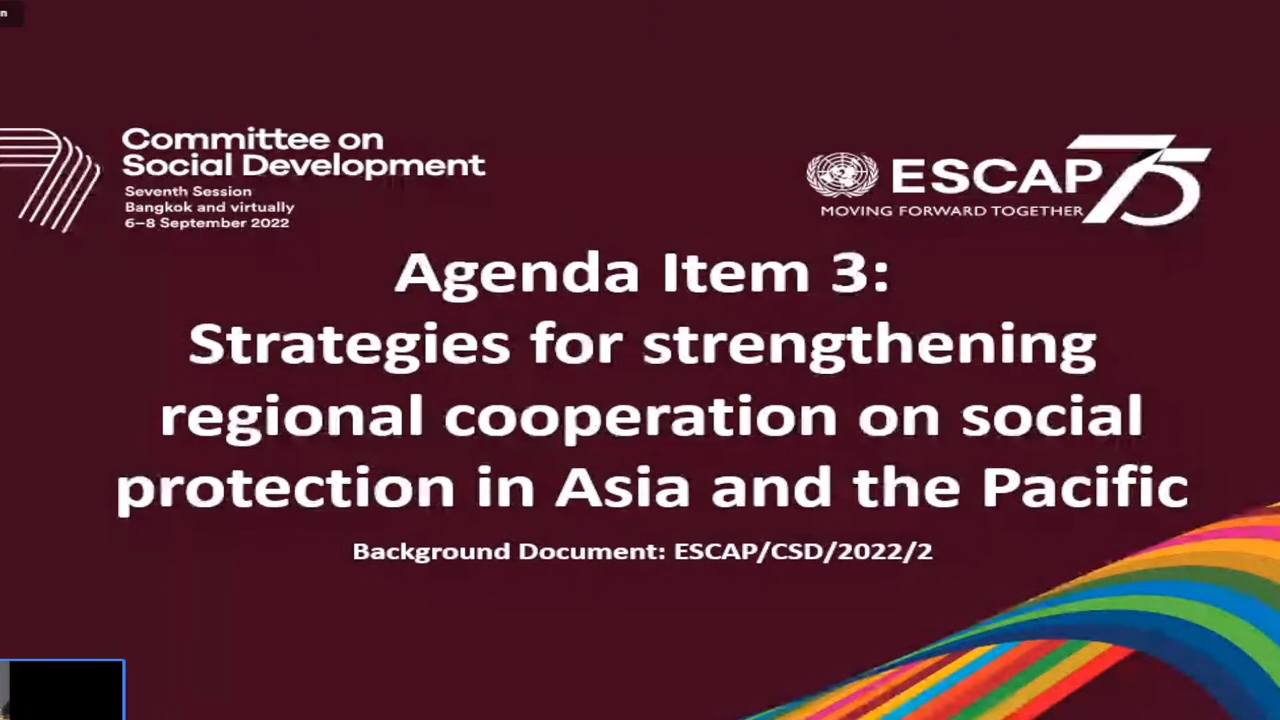 Committee on
Social Development
Seventh Session
Bangkok and virtually
6–8 September 2022
ESCAP 75
MOVING FORWARD TOGETHER
Agenda Item 3:
Strategies for strengthening
regional cooperation on social
protection in Asia and the Pacific
Background Document: ESCAP/CSD/2022/2